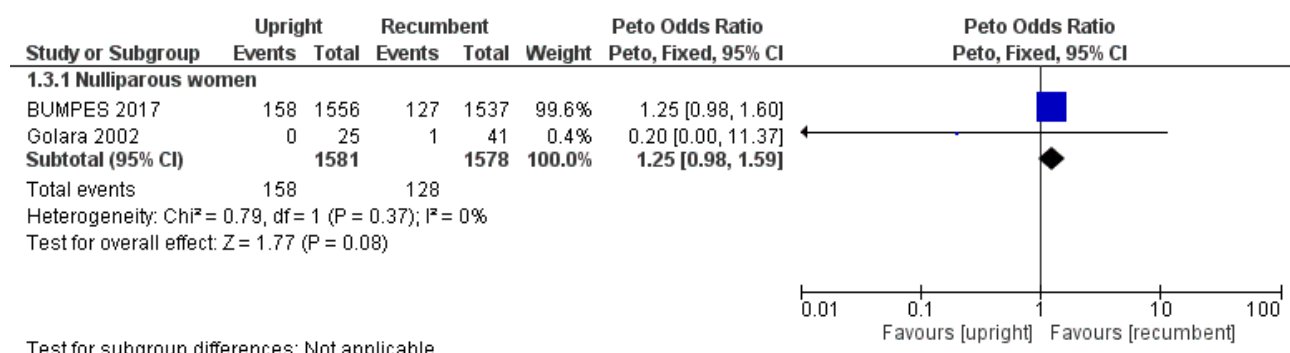 Upright Recumbent Peto Odds Ratio Peto Odds Ratio
Study or Subgroup Events Total Events Total Weight Peto, Fixed, 95% CI Peto, Fixed, 95% CI
1.3.1 Nulliparous women
BUMPES 2017 158 1556 127 1537 99.6% 1.25 [0.98, 1.60]
Golara 2002 0 25 1 41 0.4% 0.20 [0.00, 11.37]
Subtotal (95% CI) 1581 1578 100.0% 1.25 [0.98, 1.59]
Total events 158 128
Heterogeneity: Chi² = 0.79, df = 1 (P = 0.37); I² = 0%
Test for overall effect: Z = 1.77 (P = 0.08)
0.01 0.1 1 10 100
Favours [upright] Favours [recumbent]
Test for subgroup differences: Not applicable